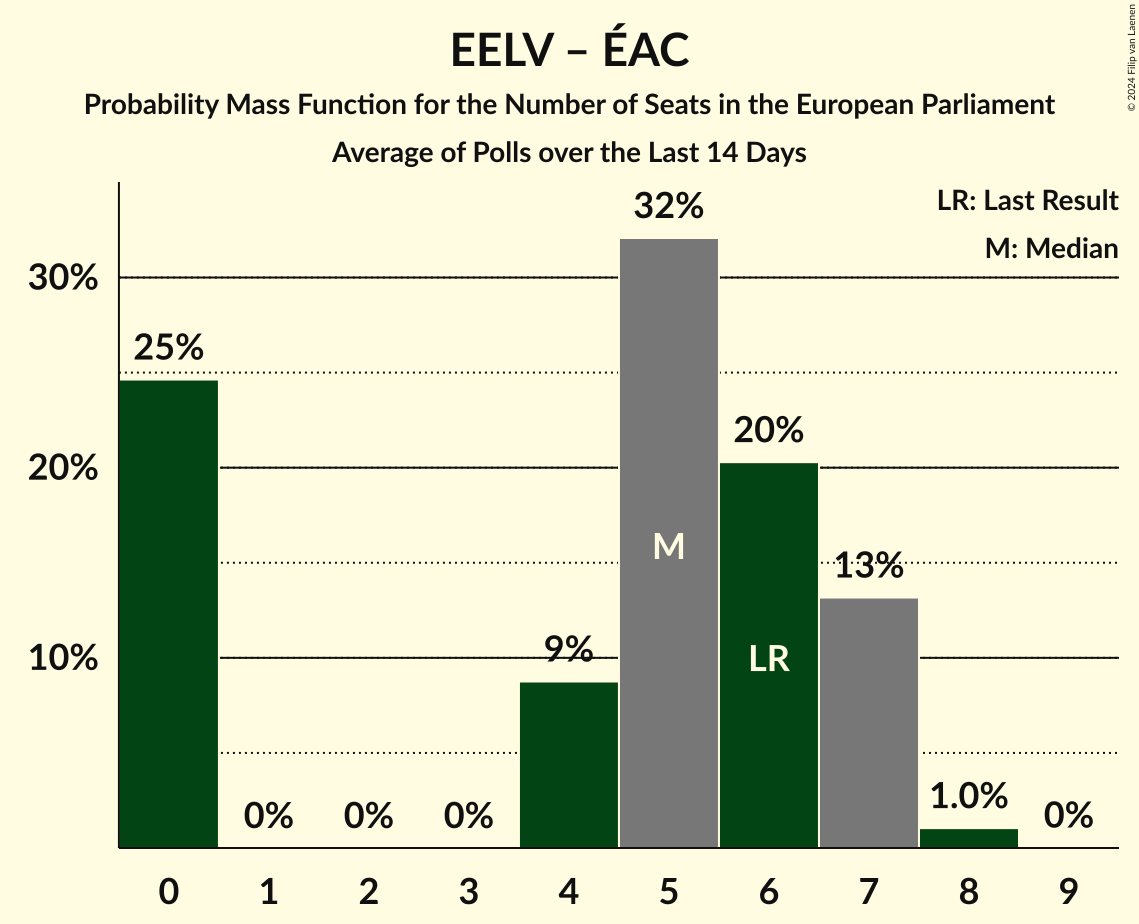 EELV – ÉAC
Probability Mass Function for the Number of Seats in the European Parliament
Average of Polls over the Last 14 Days
© 2024 Filip van Laenen
LR: Last Result
M: Median
30%
20%
10%
25%
0%
0%
0%
9%
32%
20%
13%
1.0%
0%
M
LR
0 1 2 3 4 5 6 7 8 9